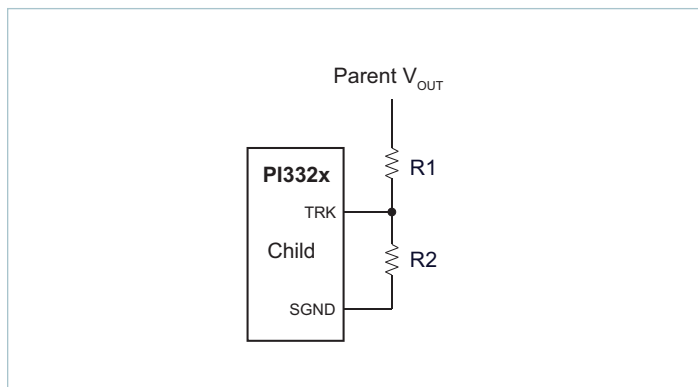 Parent VOUT
R1
PI332x
TRK
Child
R2
SGND